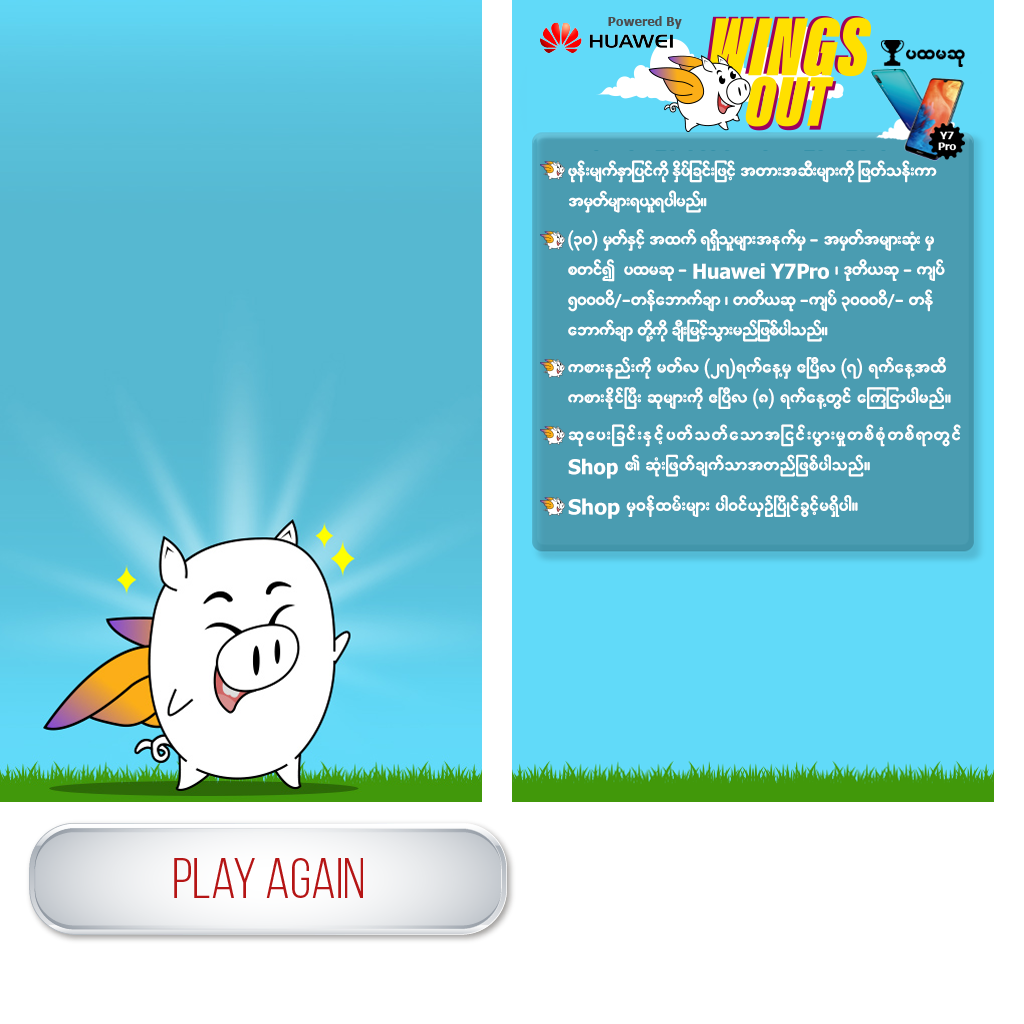 Powered By
HUAWEI
WINGS
OUT
ပထမဆု
Y7
Pro
ဖုန်းမျက်နှာပြင်ကို နှိပ်ခြင်းဖြင့် အတားအဆီးများကို ဖြတ်သန်းကာ
အမှတ်များရယူရပါမည်။
(၃၀) မှတ်နှင့် အထက် ရရှိသူများအနက်မှ - အမှတ်အများဆုံး မှ
စတင်၍ ပထမဆု - Huawei Y7Pro ၊ ဒုတိယဆု - ကျပ်
၅၀၀၀ဝိ/-တန်ဘောက်ချာ ၊ တတိယဆု -ကျပ် ၃၀၀၀ဝိ/- တန်
ဘောက်ချာ တို့ကို ချီးမြှင့်သွားမည်ဖြစ်ပါသည်။
ကစားနည်းကို မတ်လ (၂၇)ရက်နေ့မှ ဧပြီလ (၇) ရက်နေ့အထိ
ကစားနိုင်ပြီး ဆုများကို ဧပြီလ (၈) ရက်နေ့တွင် ကြေငြာပါမည်။
ဆုပေးခြင်းနှင့်ပတ်သတ်သောအငြင်းပွားမှုတစ်စုံတစ်ရာတွင်
Shop ၏ ဆုံးဖြတ်ချက်သာအတည်ဖြစ်ပါသည်။
Shop မှဝန်ထမ်းများ ပါဝင်ယှဉ်ပြိုင်ခွင့်မရှိပါ။
PLAY AGAIN